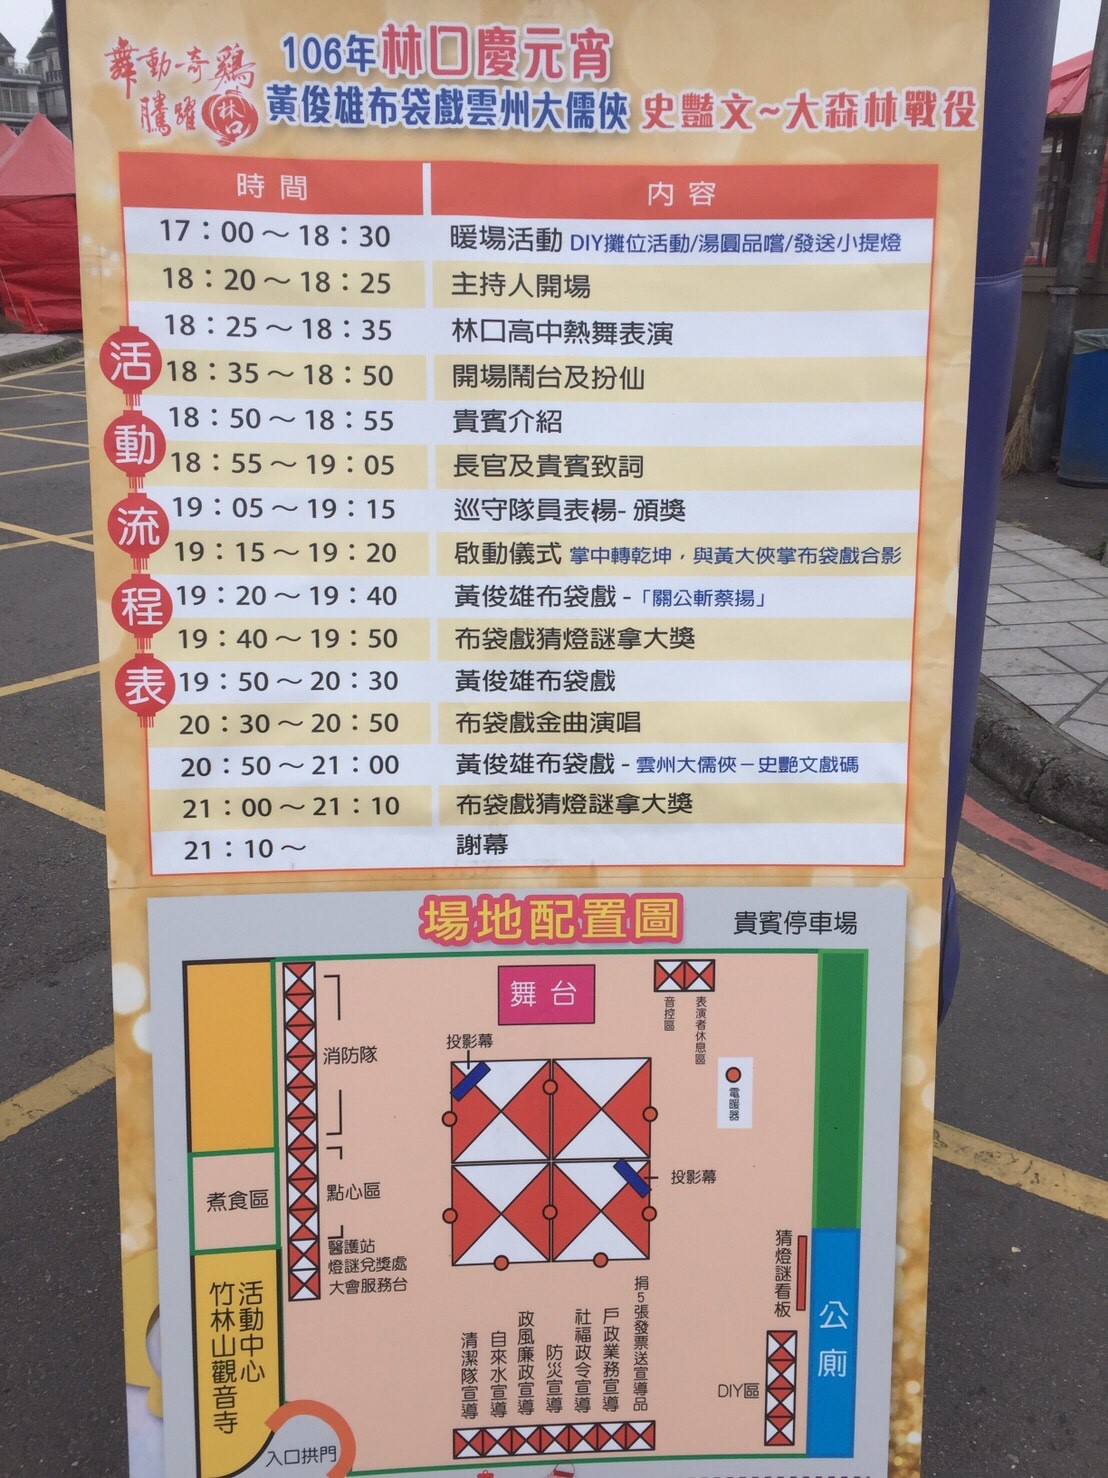 舞動奇鷄
騰躍林口
106年林口慶元宵
黃俊雄布袋戲雲州大儒俠 史豔文~大森林戰役
時間 內容
17：00～18：30 暖場活動 DIY攤位活動/湯圓品嚐/發送小提燈
18：20～18：25 主持人開場
18：25～18：35 林口高中熱舞表演
18：35～18：50 開場鬧台及扮仙
18：50～18：55 貴賓介紹
18：55～19：05 長官及貴賓致詞
19：05～19：15 巡守隊員表楊-頒獎
19：15～19：20 啟動儀式 掌中轉乾坤，與黃大俠掌布袋戲合影
19：20～19：40 黃俊雄布袋戲-「關公斬蔡揚」
19：40～19：50 布袋戲猜燈謎拿大獎
19：50～20：30 黃俊雄布袋戲
20：30～20：50 布袋戲金曲演唱
20：50～21：00 黃俊雄布袋戲-雲州大儒俠－史艷文戲碼
21：00～21：10 布袋戲猜燈謎拿大獎
21：10～ 謝幕
活動流程表
場地配置圖
貴賓停車場
舞台
音控區
表演者休息區
投影幕
消防隊
電暖器
投影幕
煮食區
點心區
醫護站
燈謎兌獎處
大會服務台
猜燈謎看板
公廁
活動中心
竹林山觀音寺
清潔隊宣導
自來水宣導
政風廉政宣導
防災宣導
社福政令宣導
戶政業務宣導
捐5張發票送宣導品
DIY區
入口拱門